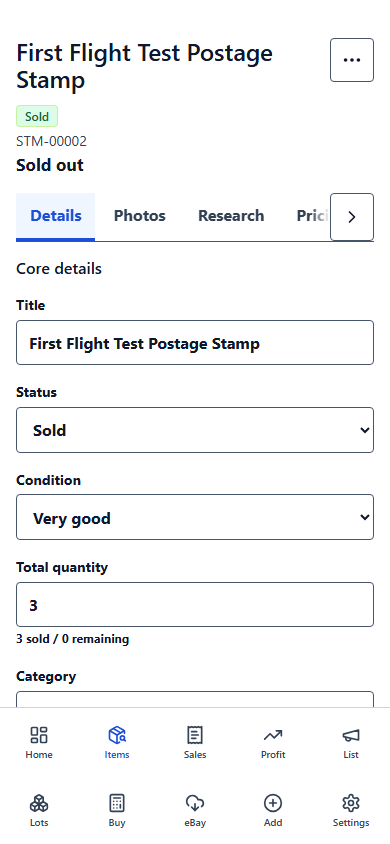 First Flight Test Postage
Stamp
...
Sold
STM-00002
Sold out
Details
Photos
Research
Core details
Title
First Flight Test Postage Stamp
Status
Sold
Condition
Very good
Total quantity
3
3 sold / 0 remaining
Category
Home
Items
Sales
Profit
List
Lots
Buy
eBay
Add
Settings